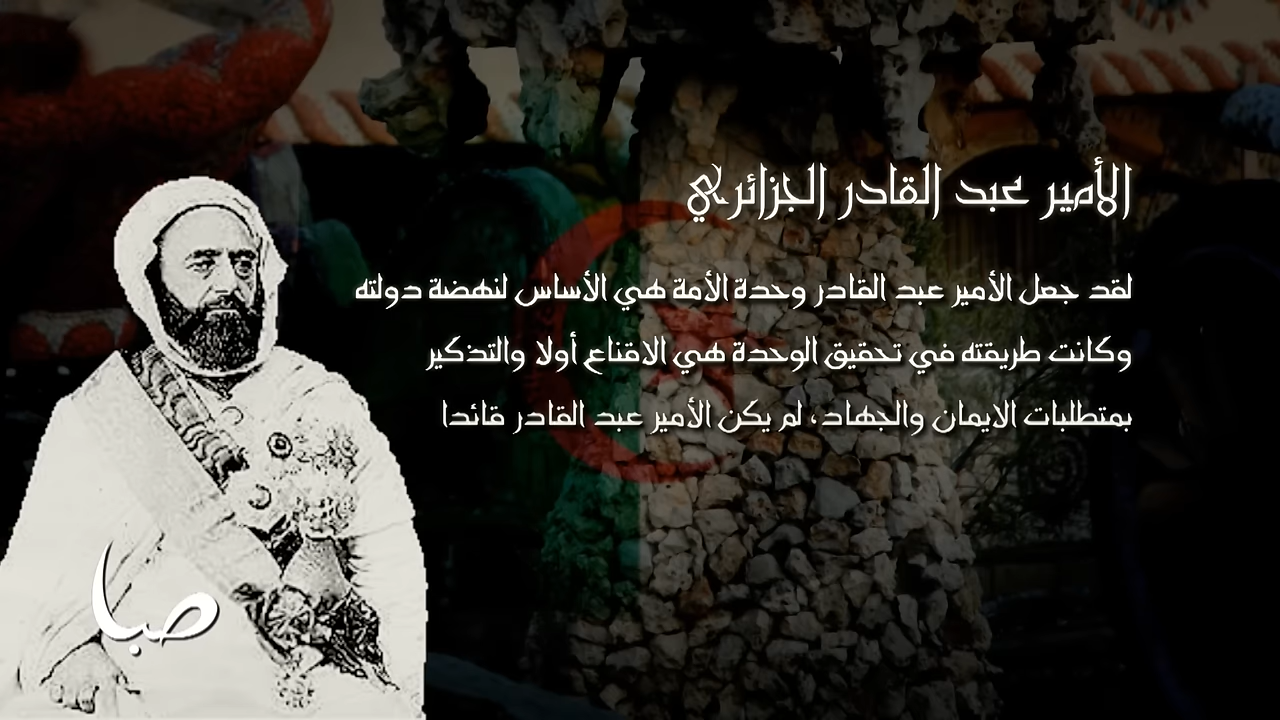 الأمير عبد القادر الجزائري
لقد جعل الأمير عبد القادر وحدة الأمة هي الأساس لنهضة دولته
وكانت طريقته في تحقيق الوحدة هي الاقناع أولا والتذكير
بمتطلبات الايمان والجهاد، لم يكن الأمير عبد القادر قائدا
صبا